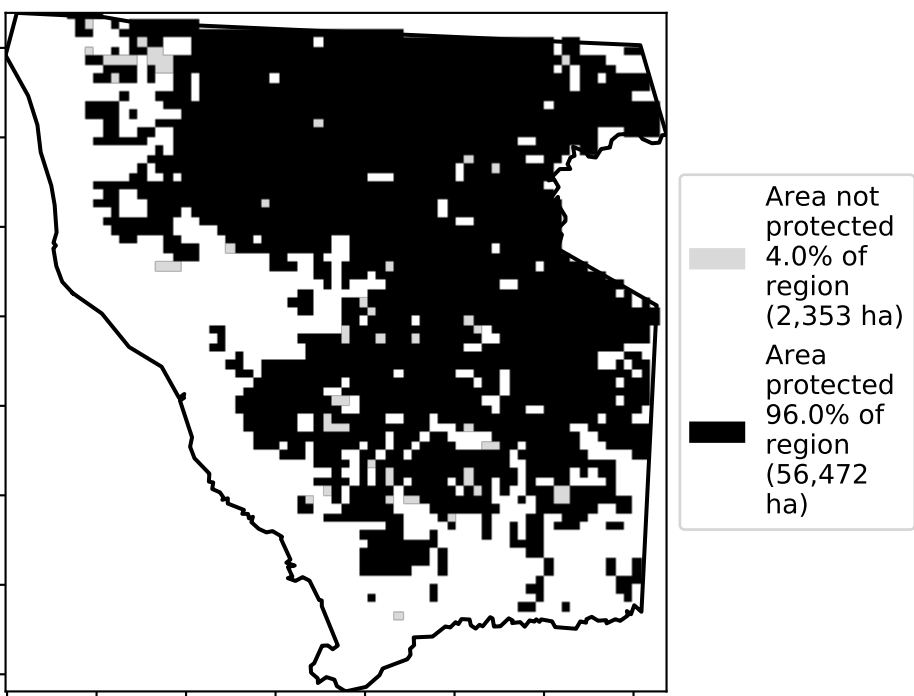 Area not
protected
4.0% of
region
(2,353 ha)
Area
protected
96.0% of
region
(56,472
ha)